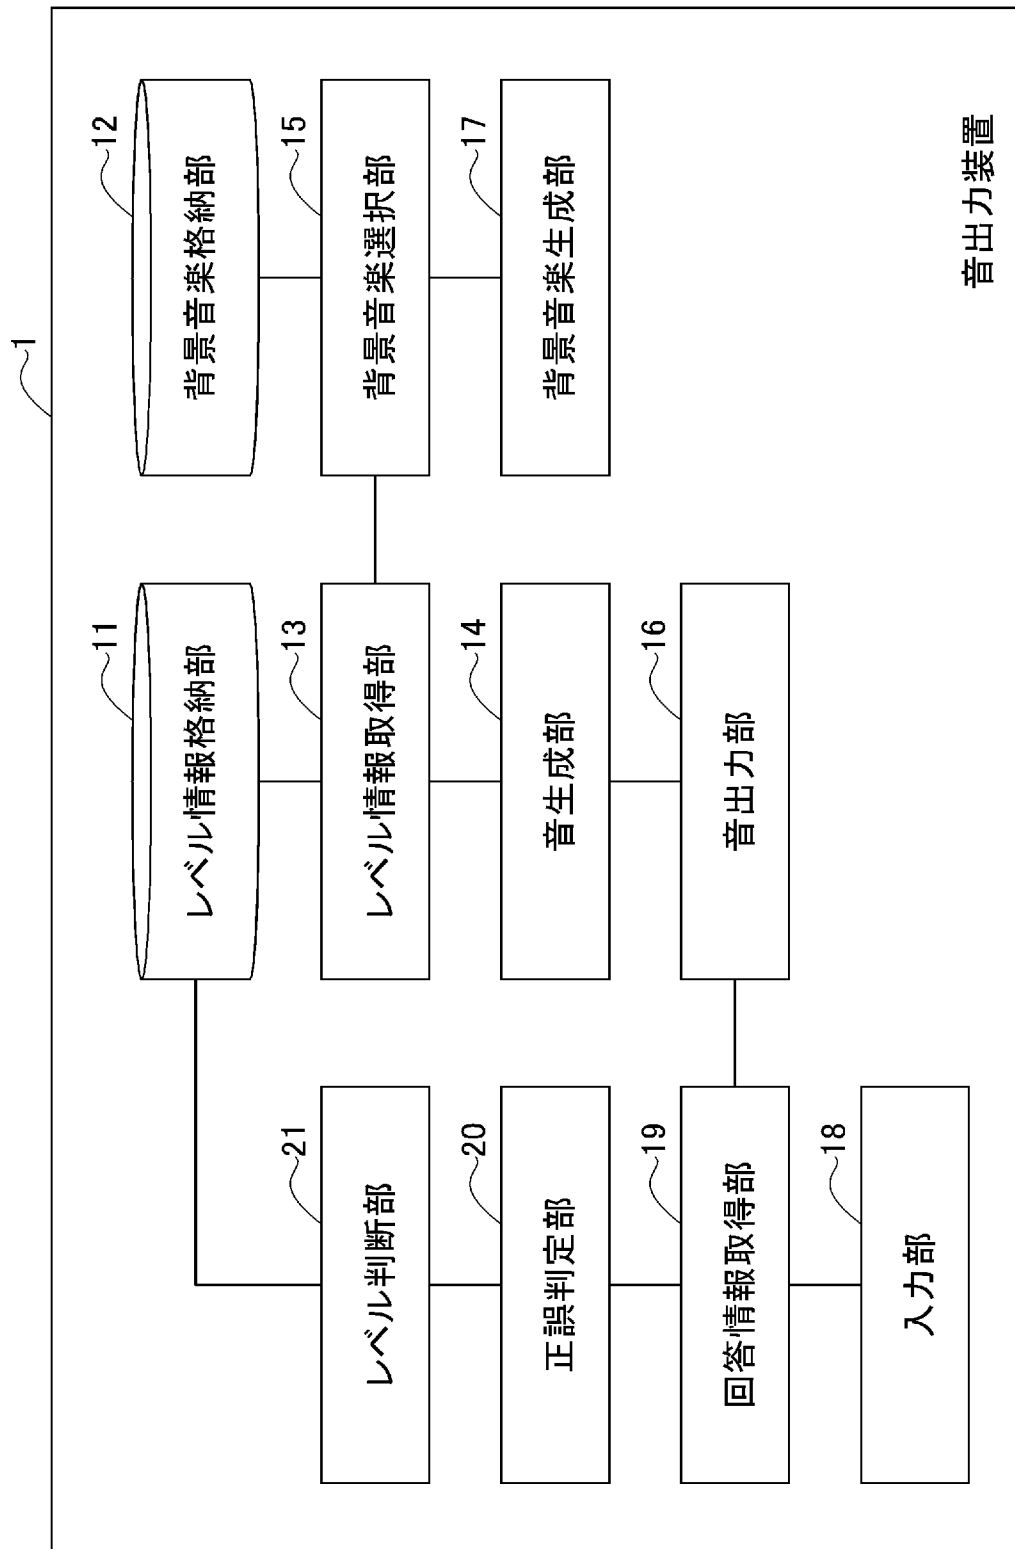 1
11
12
レベル情報格納部
背景音楽格納部
21
13
15
レベル判断部
レベル情報取得部
背景音楽選択部
20
14
17
正誤判定部
音生成部
背景音楽生成部
19
16
回答情報取得部
音出力部
18
入力部
音出力装置